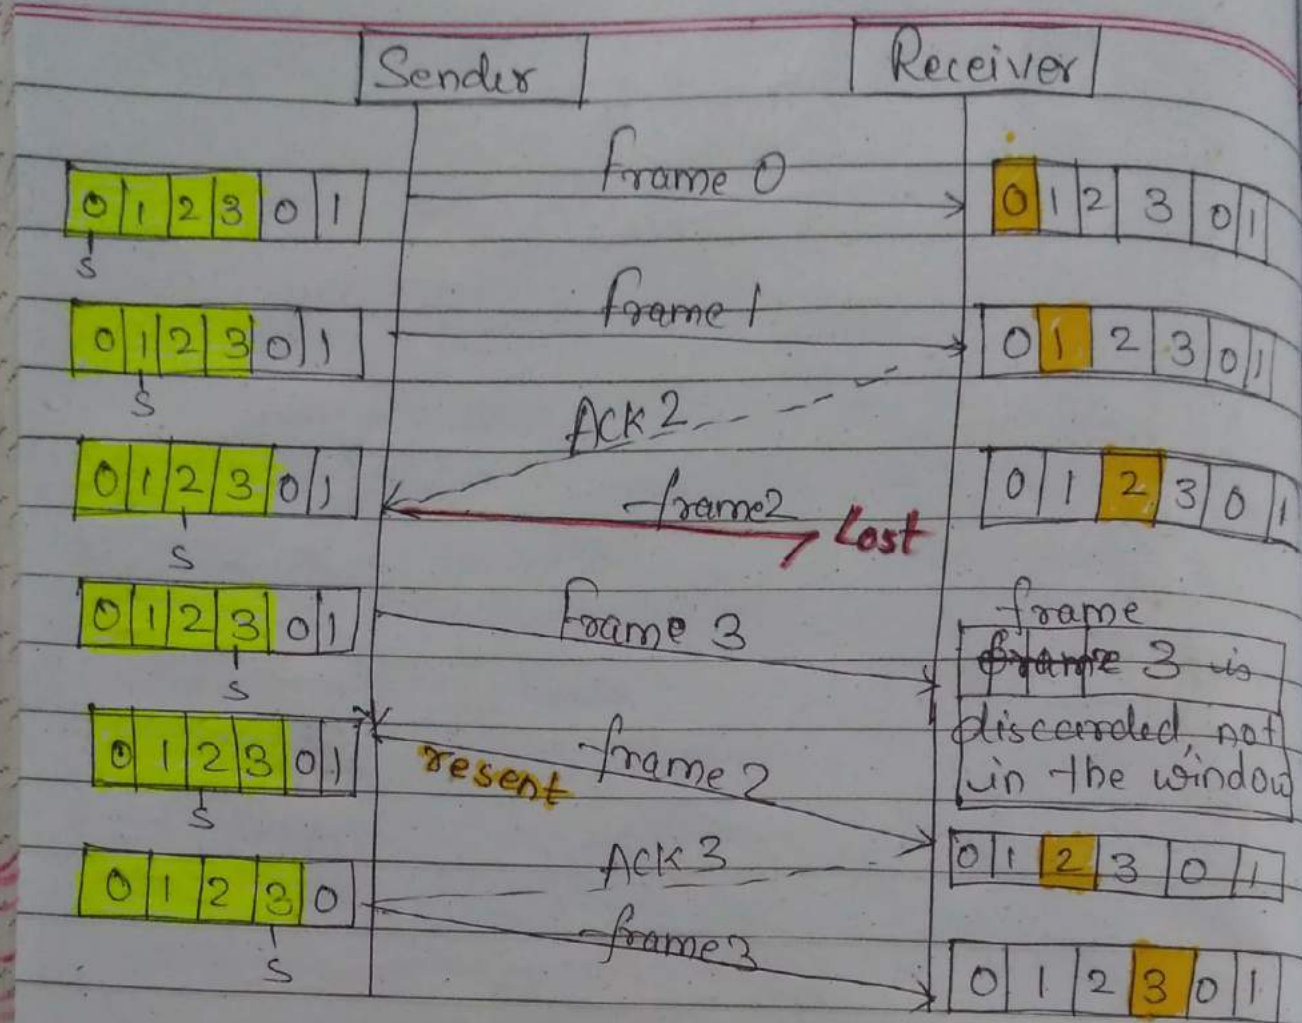 Sender Receiver
frame 0
0 1 2 3 0 1 0 1 2 3 0 1
S
frame 1
0 1 2 3 0 1 0 1 2 3 0 1
S
Ack 2
0 1 2 3 0 1 frame 2 0 1 2 3 0 1
Lost
S
0 1 2 3 0 1 frame 3 frame
3 is
S
discarded, not
0 1 2 3 0 1 resent frame 2 in the window
S
Ack 3 0 1 2 3 0 1
0 1 2 3 0
frame 3
S
0 1 2 3 0 1